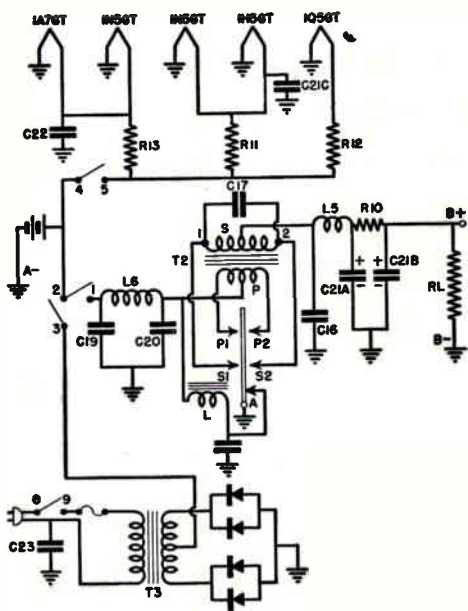 1A7GT 1N5GT 1N5GT 1H5GT 1Q5GT
C21C
C22
R13 R11 R12
4 5
C17
1 S 2
T2
L5 R10
B+
A-
2 1
L6
P
C21A
+ -
+ -
C21B
RL
3
C19 C20
P1 P2
C16
B-
S1 S2
L
A
8 9
C23
T3